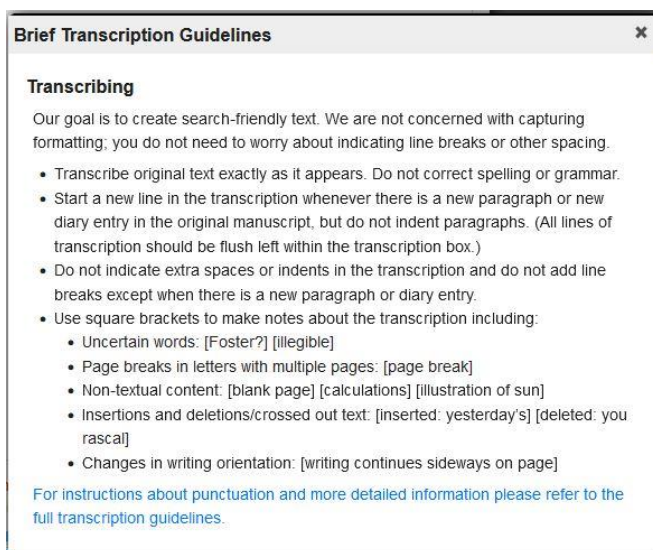 Brief Transcription Guidelines ✖
Transcribing
Our goal is to create search-friendly text. We are not concerned with capturing
formatting; you do not need to worry about indicating line breaks or other spacing.
• Transcribe original text exactly as it appears. Do not correct spelling or grammar.
• Start a new line in the transcription whenever there is a new paragraph or new
diary entry in the original manuscript, but do not indent paragraphs. (All lines of
transcription should be flush left within the transcription box.)
• Do not indicate extra spaces or indents in the transcription and do not add line
breaks except when there is a new paragraph or diary entry.
• Use square brackets to make notes about the transcription including:
• Uncertain words: [Foster?] [illegible]
• Page breaks in letters with multiple pages: [page break]
• Non-textual content: [blank page] [calculations] [illustration of sun]
• Insertions and deletions/crossed out text: [inserted: yesterday's] [deleted: you
rascal]
• Changes in writing orientation: [writing continues sideways on page]
For instructions about punctuation and more detailed information please refer to the
full transcription guidelines.